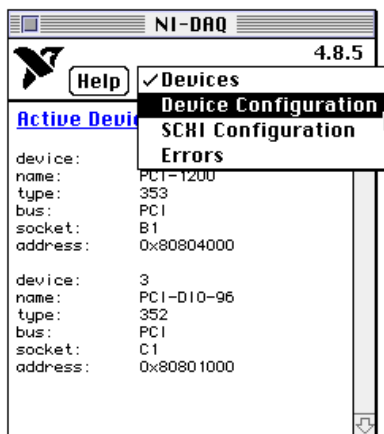 NI-DAQ
4.8.5
Help
✓Devices
Device Configuration
SCXI Configuration
Errors
Active Devi
device:
name: PCI-1200
type: 353
bus: PCI
socket: B1
address: 0x80804000
device: 3
name: PCI-DIO-96
type: 352
bus: PCI
socket: C1
address: 0x80801000